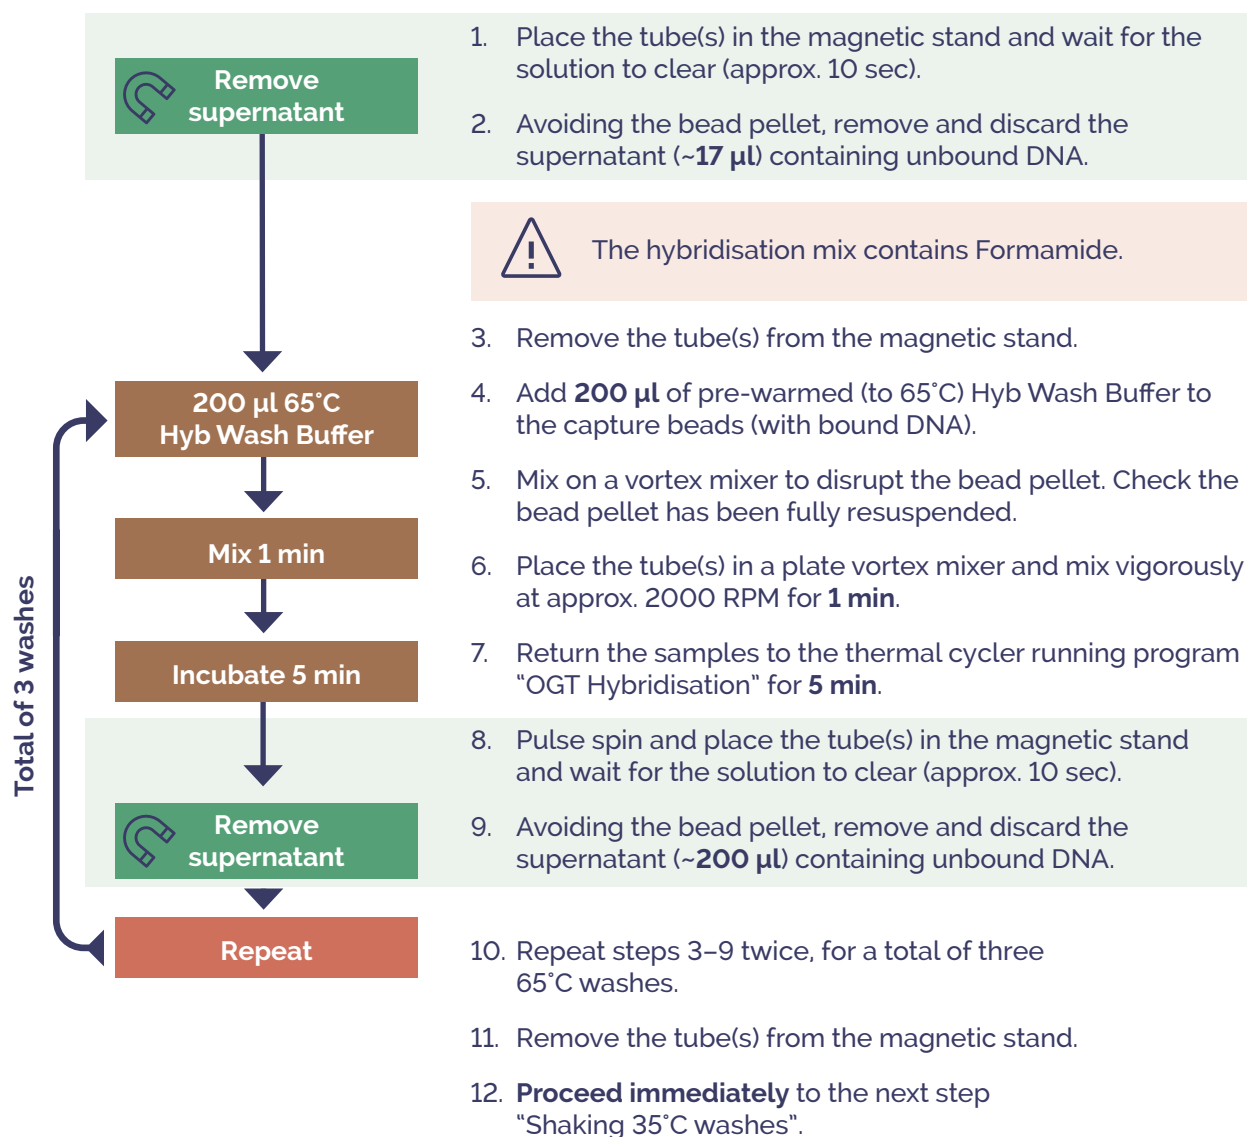 Remove
supernatant
1. Place the tube(s) in the magnetic stand and wait for the
solution to clear (approx. 10 sec).
2. Avoiding the bead pellet, remove and discard the
supernatant (~17 µl) containing unbound DNA.
The hybridisation mix contains Formamide.
3. Remove the tube(s) from the magnetic stand.
200 µl 65˚C
Hyb Wash Buffer
4. Add 200 µl of pre-warmed (to 65˚C) Hyb Wash Buffer to
the capture beads (with bound DNA).
5. Mix on a vortex mixer to disrupt the bead pellet. Check the
bead pellet has been fully resuspended.
Mix 1 min
6. Place the tube(s) in a plate vortex mixer and mix vigorously
at approx. 2000 RPM for 1 min.
Incubate 5 min
7. Return the samples to the thermal cycler running program
"OGT Hybridisation" for 5 min.
Total of 3 washes
8. Pulse spin and place the tube(s) in the magnetic stand
and wait for the solution to clear (approx. 10 sec).
Remove
supernatant
9. Avoiding the bead pellet, remove and discard the
supernatant (~200 µl) containing unbound DNA.
Repeat
10. Repeat steps 3–9 twice, for a total of three
65˚C washes.
11. Remove the tube(s) from the magnetic stand.
12. Proceed immediately to the next step
"Shaking 35˚C washes".